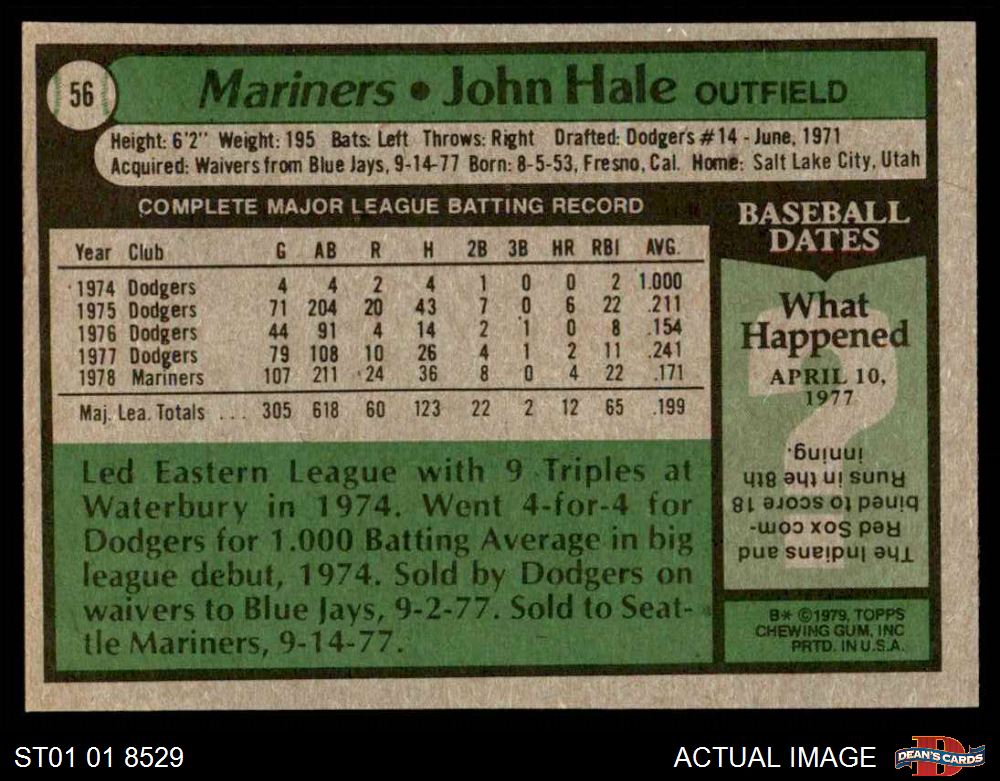 56
Mariners • John Hale OUTFIELD
Height: 6'2" Weight: 195 Bats: Left Throws: Right Drafted: Dodgers #14 - June, 1971
Acquired: Waivers from Blue Jays, 9-14-77 Born: 8-5-53, Fresno, Cal. Home: Salt Lake City, Utah
COMPLETE MAJOR LEAGUE BATTING RECORD
Year Club G AB R H 2B 3B HR RBI AVG.
1974 Dodgers 4 4 2 4 1 0 0 2 1.000
1975 Dodgers 71 204 20 43 7 0 6 22 .211
1976 Dodgers 44 91 4 14 2 1 0 8 .154
1977 Dodgers 79 108 10 26 4 1 2 11 .241
1978 Mariners 107 211 24 36 8 0 4 22 .171
Maj. Lea. Totals ... 305 618 60 123 22 2 12 65 .199
Led Eastern League with 9 Triples at
Waterbury in 1974. Went 4-for-4 for
Dodgers for 1.000 Batting Average in big
league debut, 1974. Sold by Dodgers on
waivers to Blue Jays, 9-2-77. Sold to Seat-
tle Mariners, 9-14-77.
BASEBALL
DATES
What
Happened
APRIL 10,
1977
?
The Indians and
Red Sox com-
bined to score 18
Runs in the 8th
inning.
B* ©1979, TOPPS
CHEWING GUM, INC
PRTD. IN U.S.A.
ST01 01 8529
ACTUAL IMAGE
D
DEAN'S CARDS